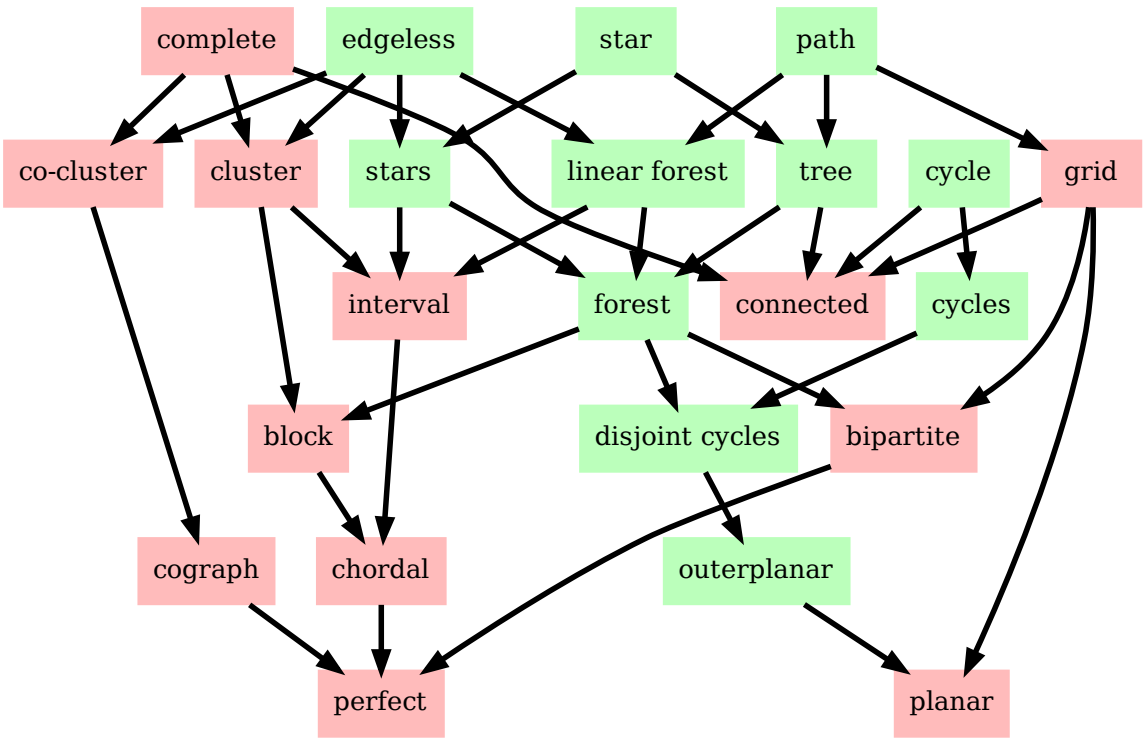 complete
edgeless
star
path
co-cluster
cluster
stars
linear forest
tree
cycle
grid
interval
forest
connected
cycles
block
disjoint cycles
bipartite
cograph
chordal
outerplanar
perfect
planar